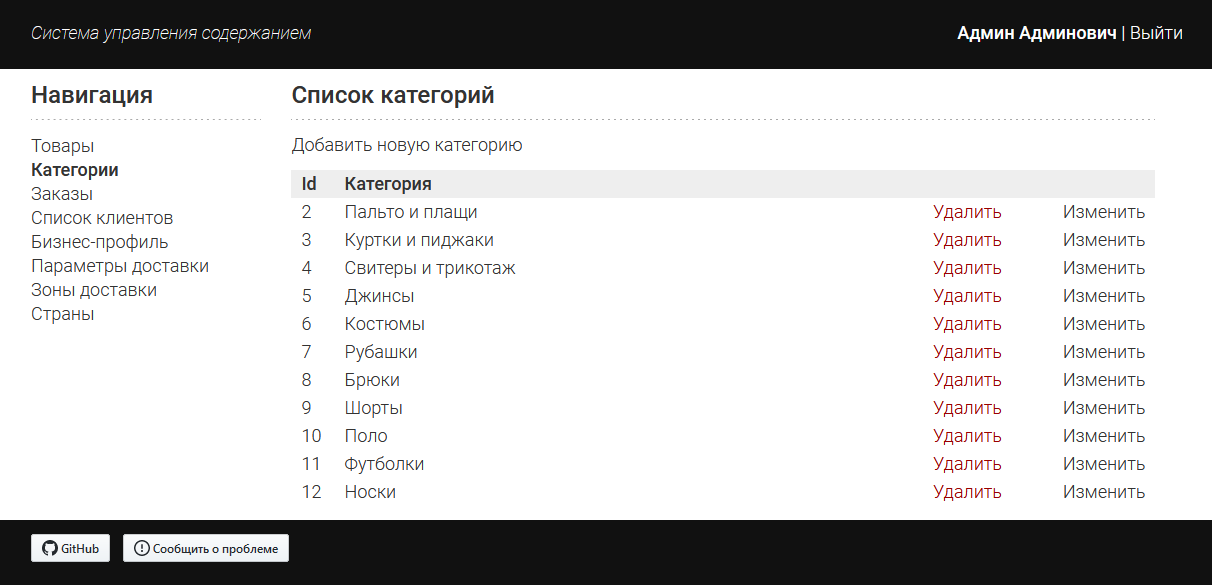 Система управления содержанием
Админ Админович | Выйти
Навигация
Товары
Категории
Заказы
Список клиентов
Бизнес-профиль
Параметры доставки
Зоны доставки
Страны
Список категорий
Добавить новую категорию
Id Категория
2 Пальто и плащи Удалить Изменить
3 Куртки и пиджаки Удалить Изменить
4 Свитеры и трикотаж Удалить Изменить
5 Джинсы Удалить Изменить
6 Костюмы Удалить Изменить
7 Рубашки Удалить Изменить
8 Брюки Удалить Изменить
9 Шорты Удалить Изменить
10 Поло Удалить Изменить
11 Футболки Удалить Изменить
12 Носки Удалить Изменить
GitHub
Сообщить о проблеме